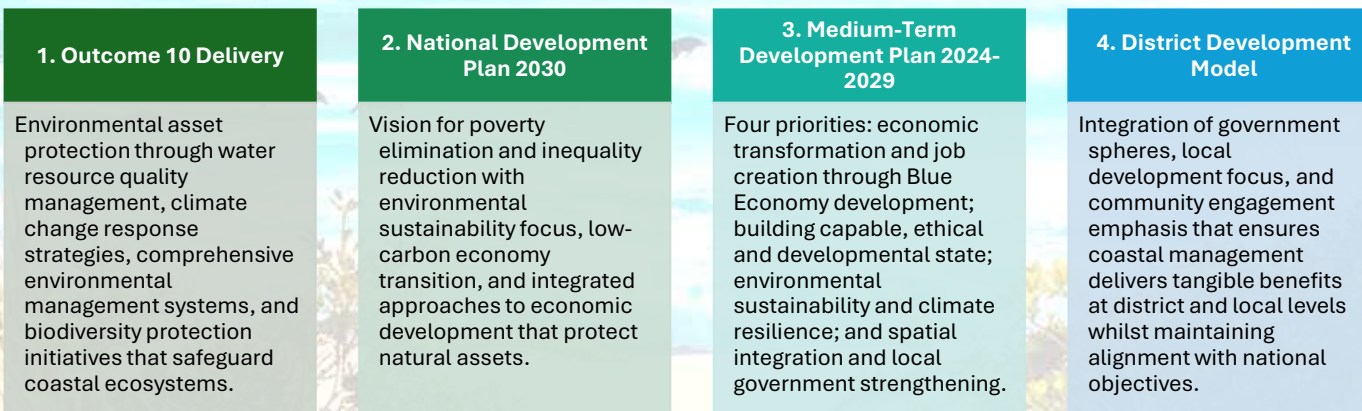 1. Outcome 10 Delivery
Environmental asset
protection through water
resource quality
management, climate
change response
strategies, comprehensive
environmental
management systems, and
biodiversity protection
initiatives that safeguard
coastal ecosystems.
2. National Development
Plan 2030
Vision for poverty
elimination and inequality
reduction with
environmental
sustainability focus, low-
carbon economy
transition, and integrated
approaches to economic
development that protect
natural assets.
3. Medium-Term
Development Plan 2024-
2029
Four priorities: economic
transformation and job
creation through Blue
Economy development;
building capable, ethical
and developmental state;
environmental
sustainability and climate
resilience; and spatial
integration and local
government strengthening.
4. District Development
Model
Integration of government
spheres, local
development focus, and
community engagement
emphasis that ensures
coastal management
delivers tangible benefits
at district and local levels
whilst maintaining
alignment with national
objectives.